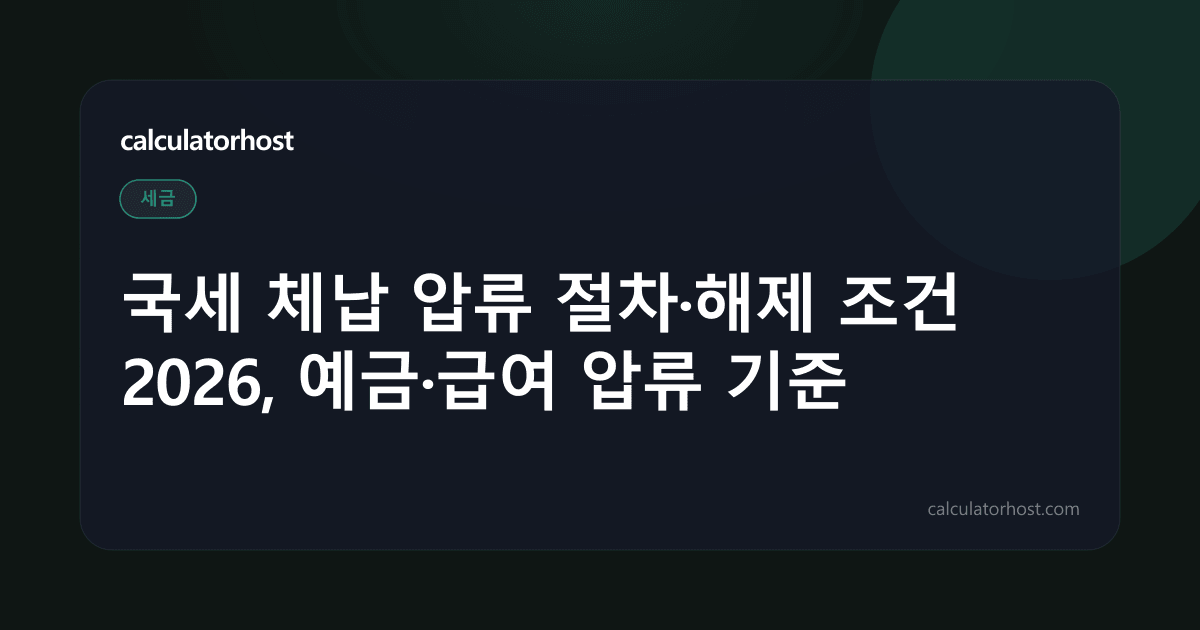 calculatorhost
세금
국세 체납 압류 절차·해제 조건
2026, 예금·급여 압류 기준
calculatorhost.com